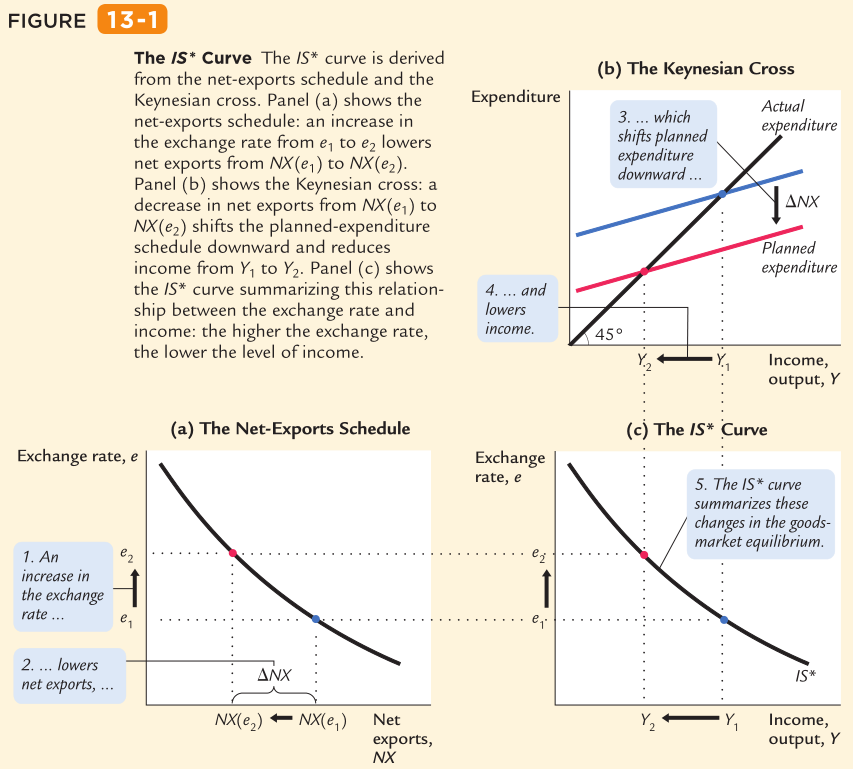 FIGURE 13-1
The IS* Curve The IS* curve is derived
from the net-exports schedule and the
Keynesian cross. Panel (a) shows the
net-exports schedule: an increase in
the exchange rate from e1 to e2 lowers
net exports from NX(e1) to NX(e2).
Panel (b) shows the Keynesian cross: a
decrease in net exports from NX(e1) to
NX(e2) shifts the planned-expenditure
schedule downward and reduces
income from Y1 to Y2. Panel (c) shows
the IS* curve summarizing this relation-
ship between the exchange rate and
income: the higher the exchange rate,
the lower the level of income.
(b) The Keynesian Cross
Expenditure
Actual
expenditure
3. ... which
shifts planned
expenditure
downward ...
ΔNX
Planned
expenditure
4. ... and
lowers
income.
45°
Y2
Y1
Income,
output, Y
(a) The Net-Exports Schedule
Exchange rate, e
1. An
increase in
the exchange
rate ...
e2
e1
2. ... lowers
net exports, ...
ΔNX
NX(e2)
NX(e1)
Net
exports,
NX
(c) The IS* Curve
Exchange
rate, e
5. The IS* curve
summarizes these
changes in the goods-
market equilibrium.
e2
e1
IS*
Y2
Y1
Income,
output, Y